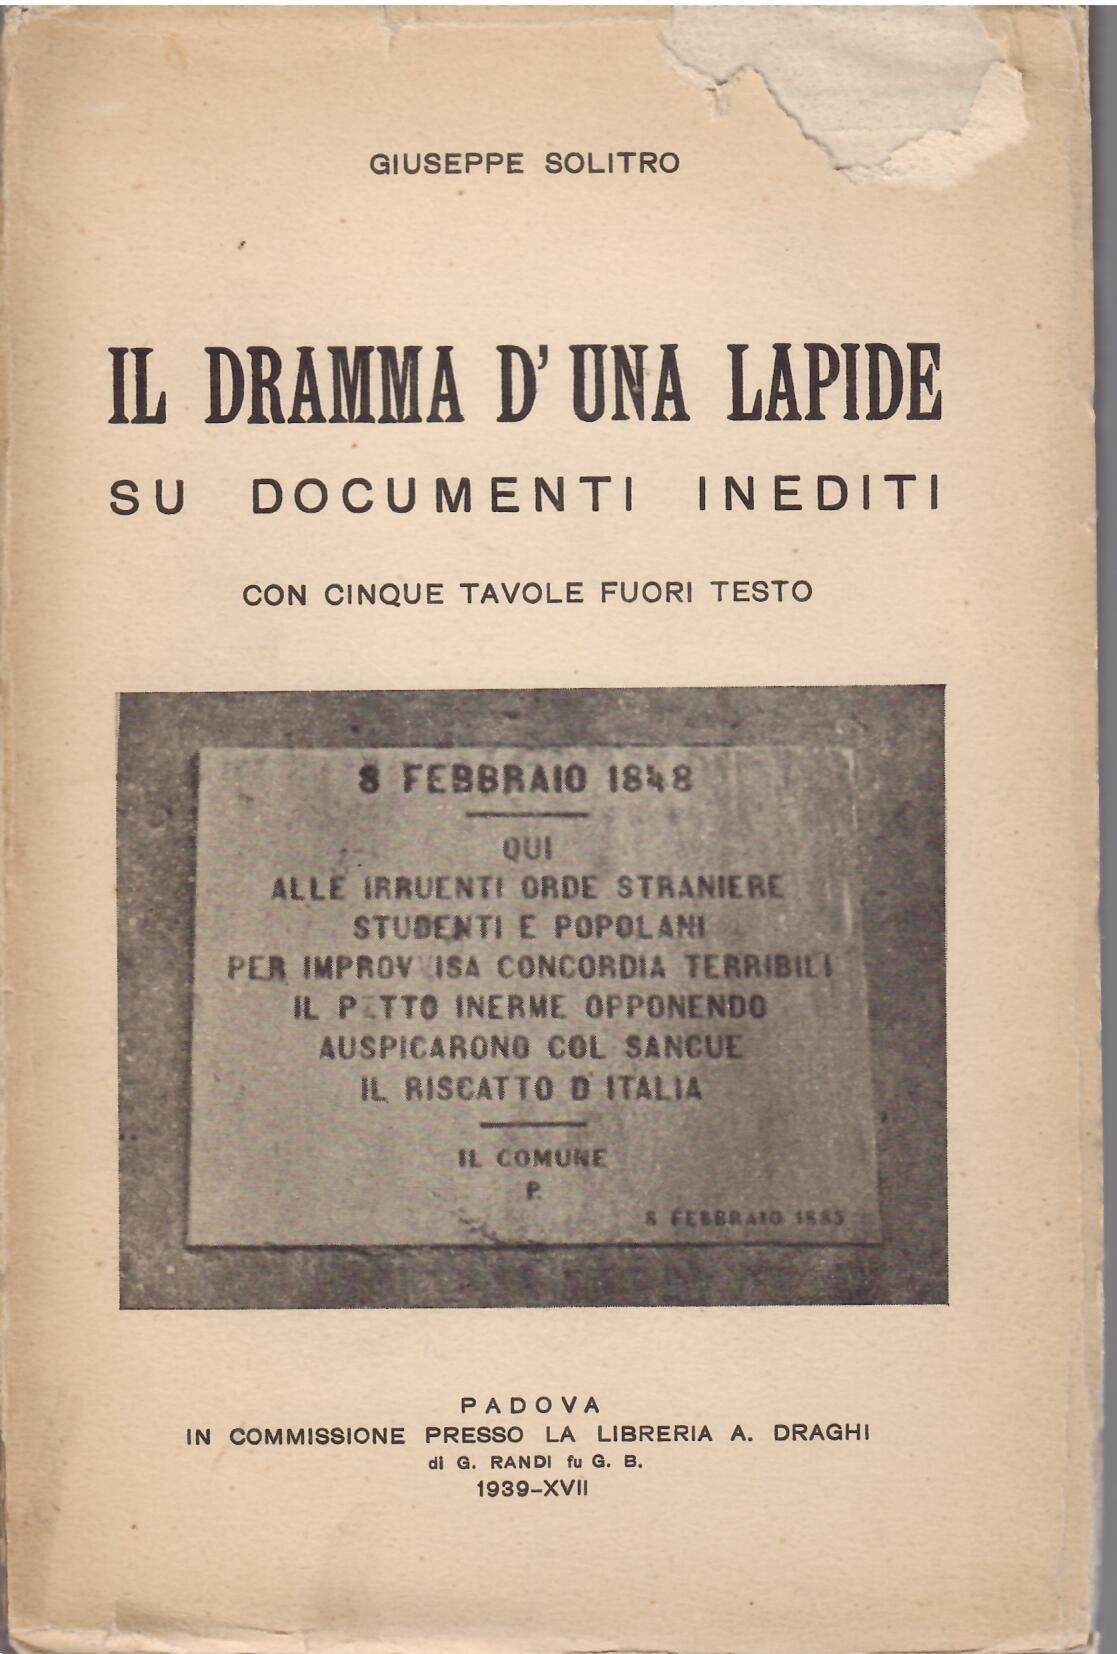 GIUSEPPE SOLITRO
IL DRAMMA D'UNA LAPIDE
SU DOCUMENTI INEDITI
CON CINQUE TAVOLE FUORI TESTO
8 FEBBRAIO 1848
QUI
ALLE IRRUENTI ORDE STRANIERE
STUDENTI E POPOLANI
PER IMPROVVISA CONCORDIA TERRIBILI
IL PETTO INERME OPPONENDO
AUSPICARONO COL SANGUE
IL RISCATTO D'ITALIA
IL COMUNE
P.
8 FEBBRAIO 1885
PADOVA
IN COMMISSIONE PRESSO LA LIBRERIA A. DRAGHI
di G. RANDI fu G. B.
1939-XVII